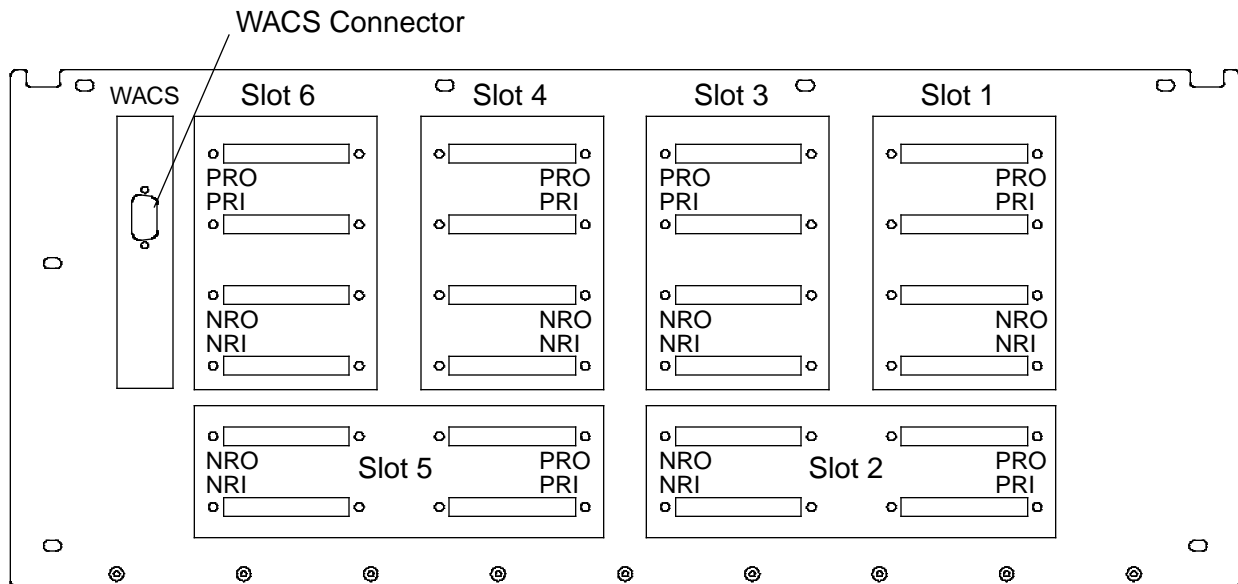 WACS Connector
WACS Slot 6 Slot 4 Slot 3 Slot 1
PRO PRO PRO PRO
PRI PRI PRI PRI
NRO NRO NRO NRO
NRI NRI NRI NRI
NRO Slot 5 PRO NRO Slot 2 PRO
NRI PRI NRI PRI